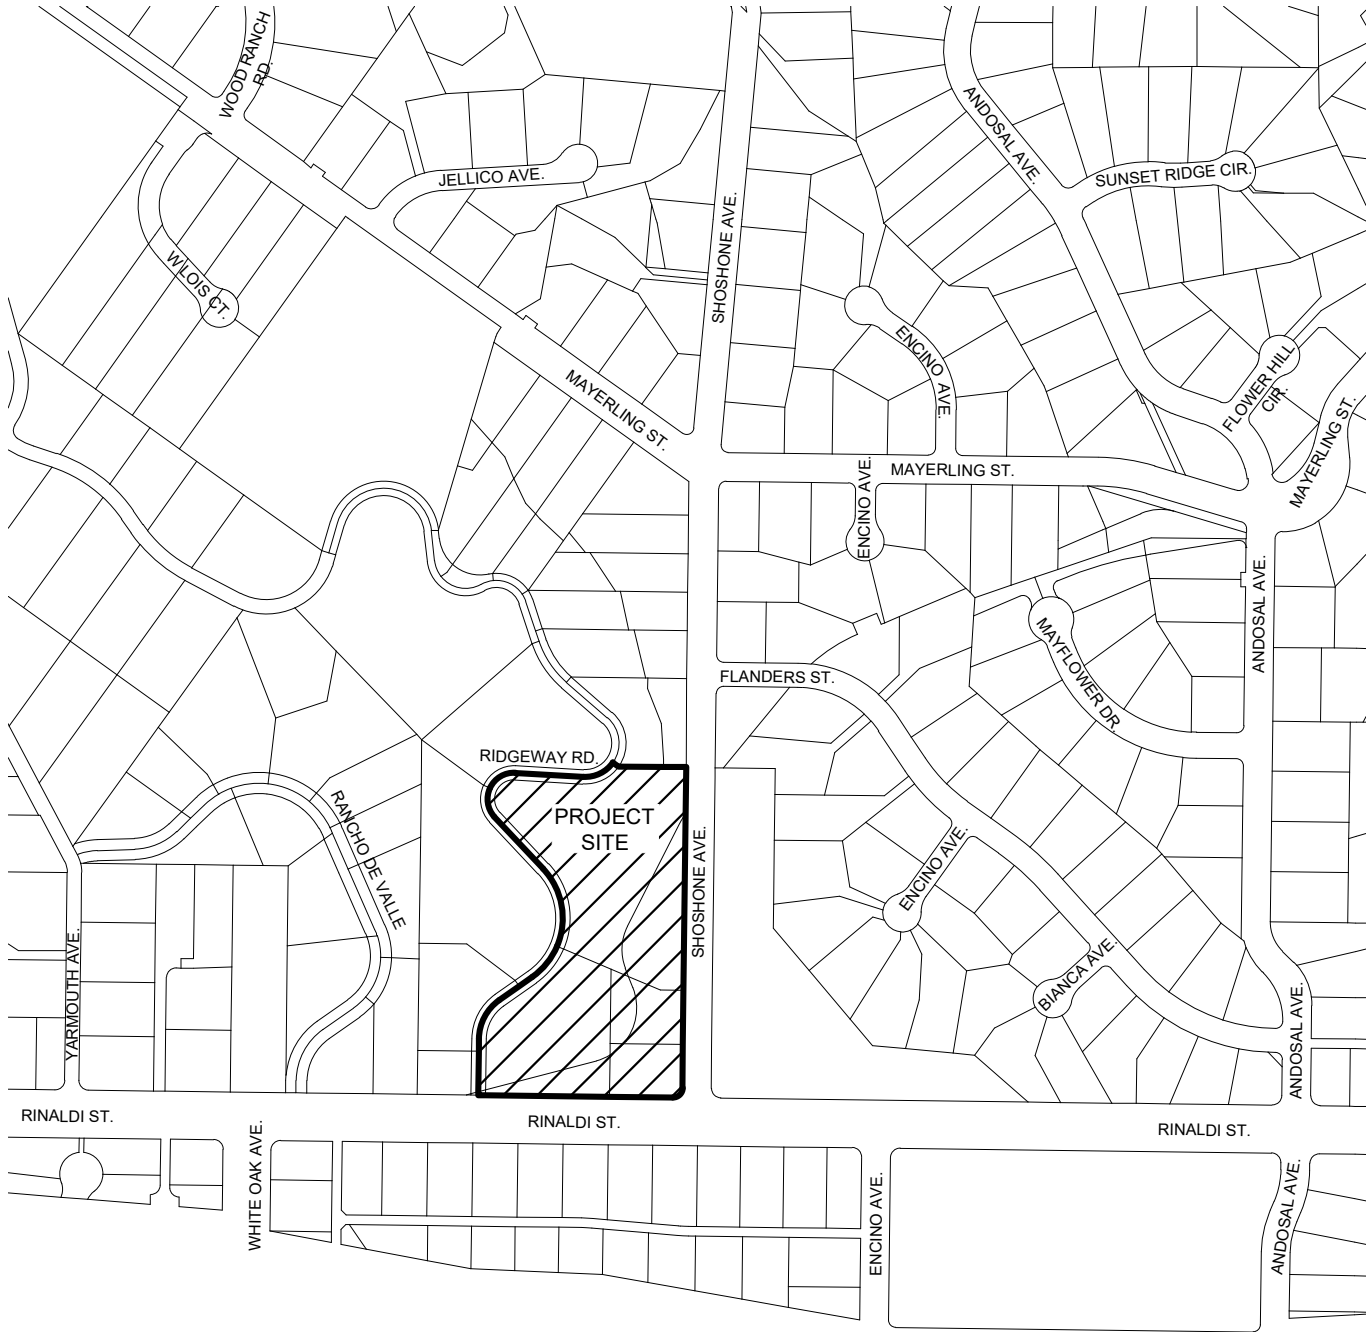 WOOD RANCH
RD.
ANDOSAL AVE.
JELLICO AVE.
SUNSET RIDGE CIR.
SHOSHONE AVE.
WLOIS CT.
ENCINO AVE.
FLOWER HILL
CIR.
MAYERLING ST.
MAYERLING ST.
MAYERLING ST.
ENCINO AVE.
ANDOSAL AVE.
MAYFLOWER DR.
FLANDERS ST.
RIDGEWAY RD.
RANCHO DE VALLE
PROJECT
SITE
SHOSHONE AVE.
ENCINO AVE.
YARMOUTH AVE.
BIANCA AVE.
ANDOSAL AVE.
RINALDI ST.
RINALDI ST.
RINALDI ST.
WHITE OAK AVE.
ENCINO AVE.
ANDOSAL AVE.